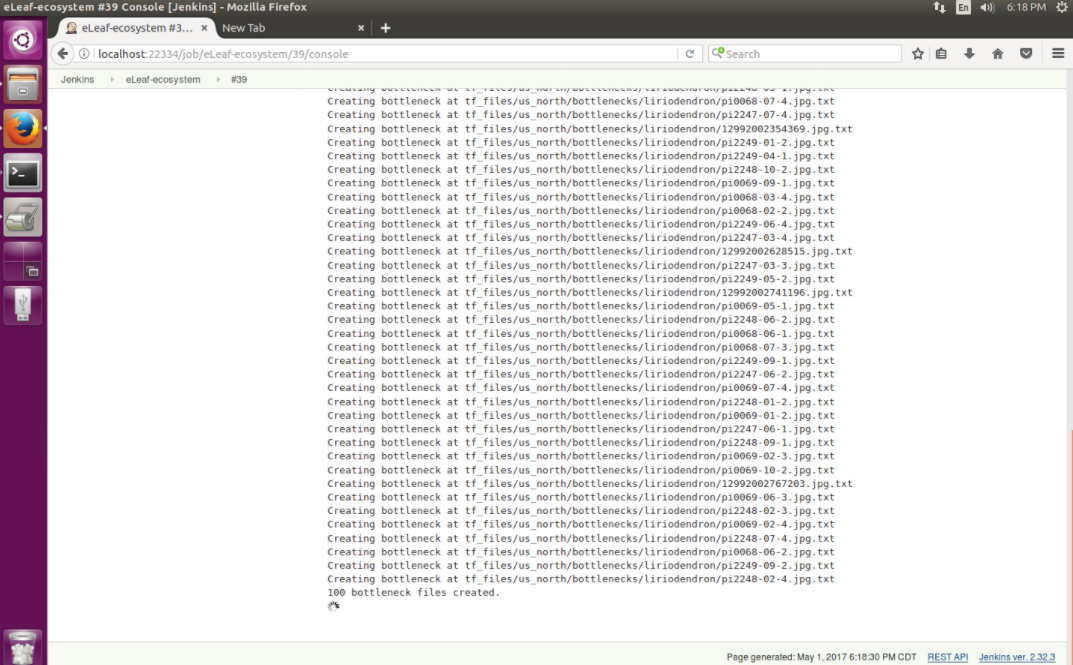 eLeaf-ecosystem #39 Console [Jenkins] - Mozilla Firefox
En
6:18 PM
eLeaf-ecosystem #3... ×
New Tab ×
localhost:22334/job/eLeaf-ecosystem/39/console
Search
Jenkins
eLeaf-ecosystem
#39
Creating bottleneck at tf_files/us_north/bottlenecks/liriodendron/pi2248-05-1.jpg.txt
Creating bottleneck at tf_files/us_north/bottlenecks/liriodendron/pi0068-07-4.jpg.txt
Creating bottleneck at tf_files/us_north/bottlenecks/liriodendron/pi2247-07-4.jpg.txt
Creating bottleneck at tf_files/us_north/bottlenecks/liriodendron/12992002354369.jpg.txt
Creating bottleneck at tf_files/us_north/bottlenecks/liriodendron/pi2249-01-2.jpg.txt
Creating bottleneck at tf_files/us_north/bottlenecks/liriodendron/pi2249-04-1.jpg.txt
Creating bottleneck at tf_files/us_north/bottlenecks/liriodendron/pi2248-10-2.jpg.txt
Creating bottleneck at tf_files/us_north/bottlenecks/liriodendron/pi0069-09-1.jpg.txt
Creating bottleneck at tf_files/us_north/bottlenecks/liriodendron/pi0068-03-4.jpg.txt
Creating bottleneck at tf_files/us_north/bottlenecks/liriodendron/pi0068-02-2.jpg.txt
Creating bottleneck at tf_files/us_north/bottlenecks/liriodendron/pi2249-06-4.jpg.txt
Creating bottleneck at tf_files/us_north/bottlenecks/liriodendron/pi2247-03-4.jpg.txt
Creating bottleneck at tf_files/us_north/bottlenecks/liriodendron/12992002628515.jpg.txt
Creating bottleneck at tf_files/us_north/bottlenecks/liriodendron/pi2247-03-3.jpg.txt
Creating bottleneck at tf_files/us_north/bottlenecks/liriodendron/pi2249-05-2.jpg.txt
Creating bottleneck at tf_files/us_north/bottlenecks/liriodendron/12992002741196.jpg.txt
Creating bottleneck at tf_files/us_north/bottlenecks/liriodendron/pi0069-05-1.jpg.txt
Creating bottleneck at tf_files/us_north/bottlenecks/liriodendron/pi2248-06-2.jpg.txt
Creating bottleneck at tf_files/us_north/bottlenecks/liriodendron/pi0068-06-1.jpg.txt
Creating bottleneck at tf_files/us_north/bottlenecks/liriodendron/pi0068-07-3.jpg.txt
Creating bottleneck at tf_files/us_north/bottlenecks/liriodendron/pi2249-09-1.jpg.txt
Creating bottleneck at tf_files/us_north/bottlenecks/liriodendron/pi2247-06-2.jpg.txt
Creating bottleneck at tf_files/us_north/bottlenecks/liriodendron/pi0069-07-4.jpg.txt
Creating bottleneck at tf_files/us_north/bottlenecks/liriodendron/pi2248-01-2.jpg.txt
Creating bottleneck at tf_files/us_north/bottlenecks/liriodendron/pi0069-01-2.jpg.txt
Creating bottleneck at tf_files/us_north/bottlenecks/liriodendron/pi2247-06-1.jpg.txt
Creating bottleneck at tf_files/us_north/bottlenecks/liriodendron/pi2248-09-1.jpg.txt
Creating bottleneck at tf_files/us_north/bottlenecks/liriodendron/pi0069-02-3.jpg.txt
Creating bottleneck at tf_files/us_north/bottlenecks/liriodendron/pi0069-10-2.jpg.txt
Creating bottleneck at tf_files/us_north/bottlenecks/liriodendron/12992002767203.jpg.txt
Creating bottleneck at tf_files/us_north/bottlenecks/liriodendron/pi0069-06-3.jpg.txt
Creating bottleneck at tf_files/us_north/bottlenecks/liriodendron/pi2248-02-3.jpg.txt
Creating bottleneck at tf_files/us_north/bottlenecks/liriodendron/pi0069-02-4.jpg.txt
Creating bottleneck at tf_files/us_north/bottlenecks/liriodendron/pi2248-07-4.jpg.txt
Creating bottleneck at tf_files/us_north/bottlenecks/liriodendron/pi0068-06-2.jpg.txt
Creating bottleneck at tf_files/us_north/bottlenecks/liriodendron/pi2249-09-2.jpg.txt
Creating bottleneck at tf_files/us_north/bottlenecks/liriodendron/pi2248-02-4.jpg.txt
100 bottleneck files created.
Page generated: May 1, 2017 6:18:30 PM CDT REST API Jenkins ver. 2.32.3